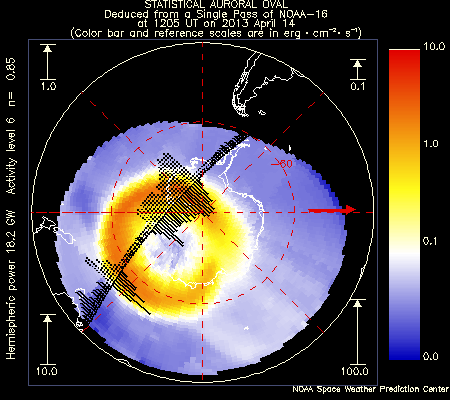 STATISTICAL AURORAL OVAL
Deduced from a Single Pass of NOAA-16
at 1205 UT on 2013 April 14
(Color bar and reference scales are in erg·cm⁻²·s⁻¹)
1.0
0.1
10.0
1.0
0.1
0.0
-60
10.0
100.0
Hemispheric power 18.2 GW Activity level 6 n= 0.85
NOAA Space Weather Prediction Center